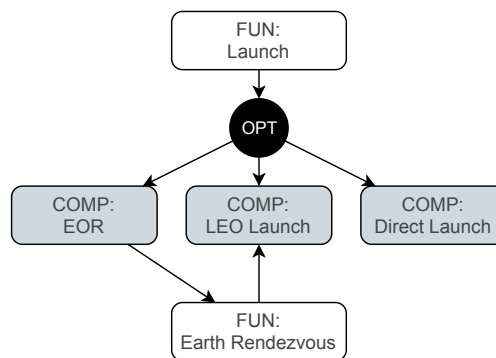 FUN:
Launch
OPT
COMP:
EOR
COMP:
LEO Launch
COMP:
Direct Launch
FUN:
Earth Rendezvous